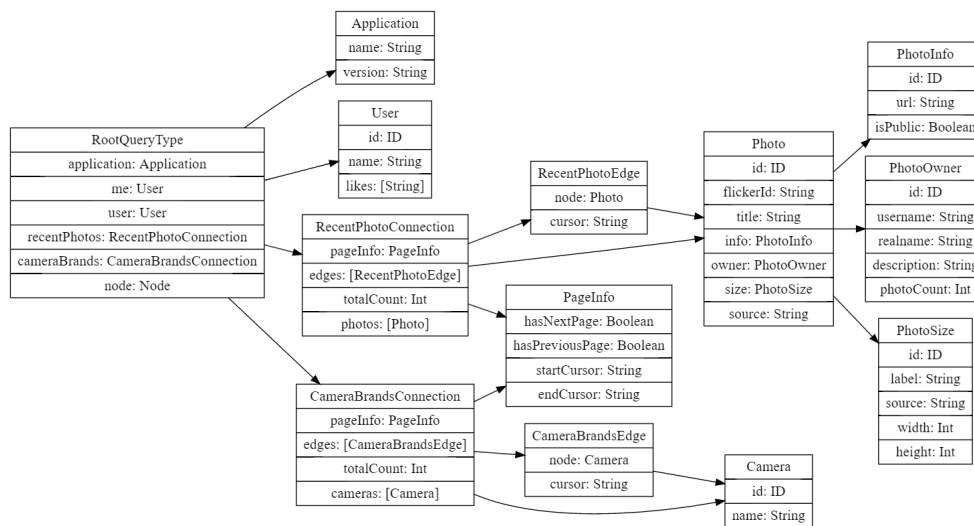 Application
name: String
version: String
User
id: ID
name: String
likes: [String]
RootQueryType
application: Application
me: User
user: User
recentPhotos: RecentPhotoConnection
cameraBrands: CameraBrandsConnection
node: Node
RecentPhotoConnection
pageInfo: PageInfo
edges: [RecentPhotoEdge]
totalCount: Int
photos: [Photo]
CameraBrandsConnection
pageInfo: PageInfo
edges: [CameraBrandsEdge]
totalCount: Int
cameras: [Camera]
RecentPhotoEdge
node: Photo
cursor: String
PageInfo
hasNextPage: Boolean
hasPreviousPage: Boolean
startCursor: String
endCursor: String
CameraBrandsEdge
node: Camera
cursor: String
Photo
id: ID
flickerId: String
title: String
info: PhotoInfo
owner: PhotoOwner
size: PhotoSize
source: String
Camera
id: ID
name: String
PhotoInfo
id: ID
url: String
isPublic: Boolean
PhotoOwner
id: ID
username: String
realname: String
description: String
photoCount: Int
PhotoSize
id: ID
label: String
source: String
width: Int
height: Int